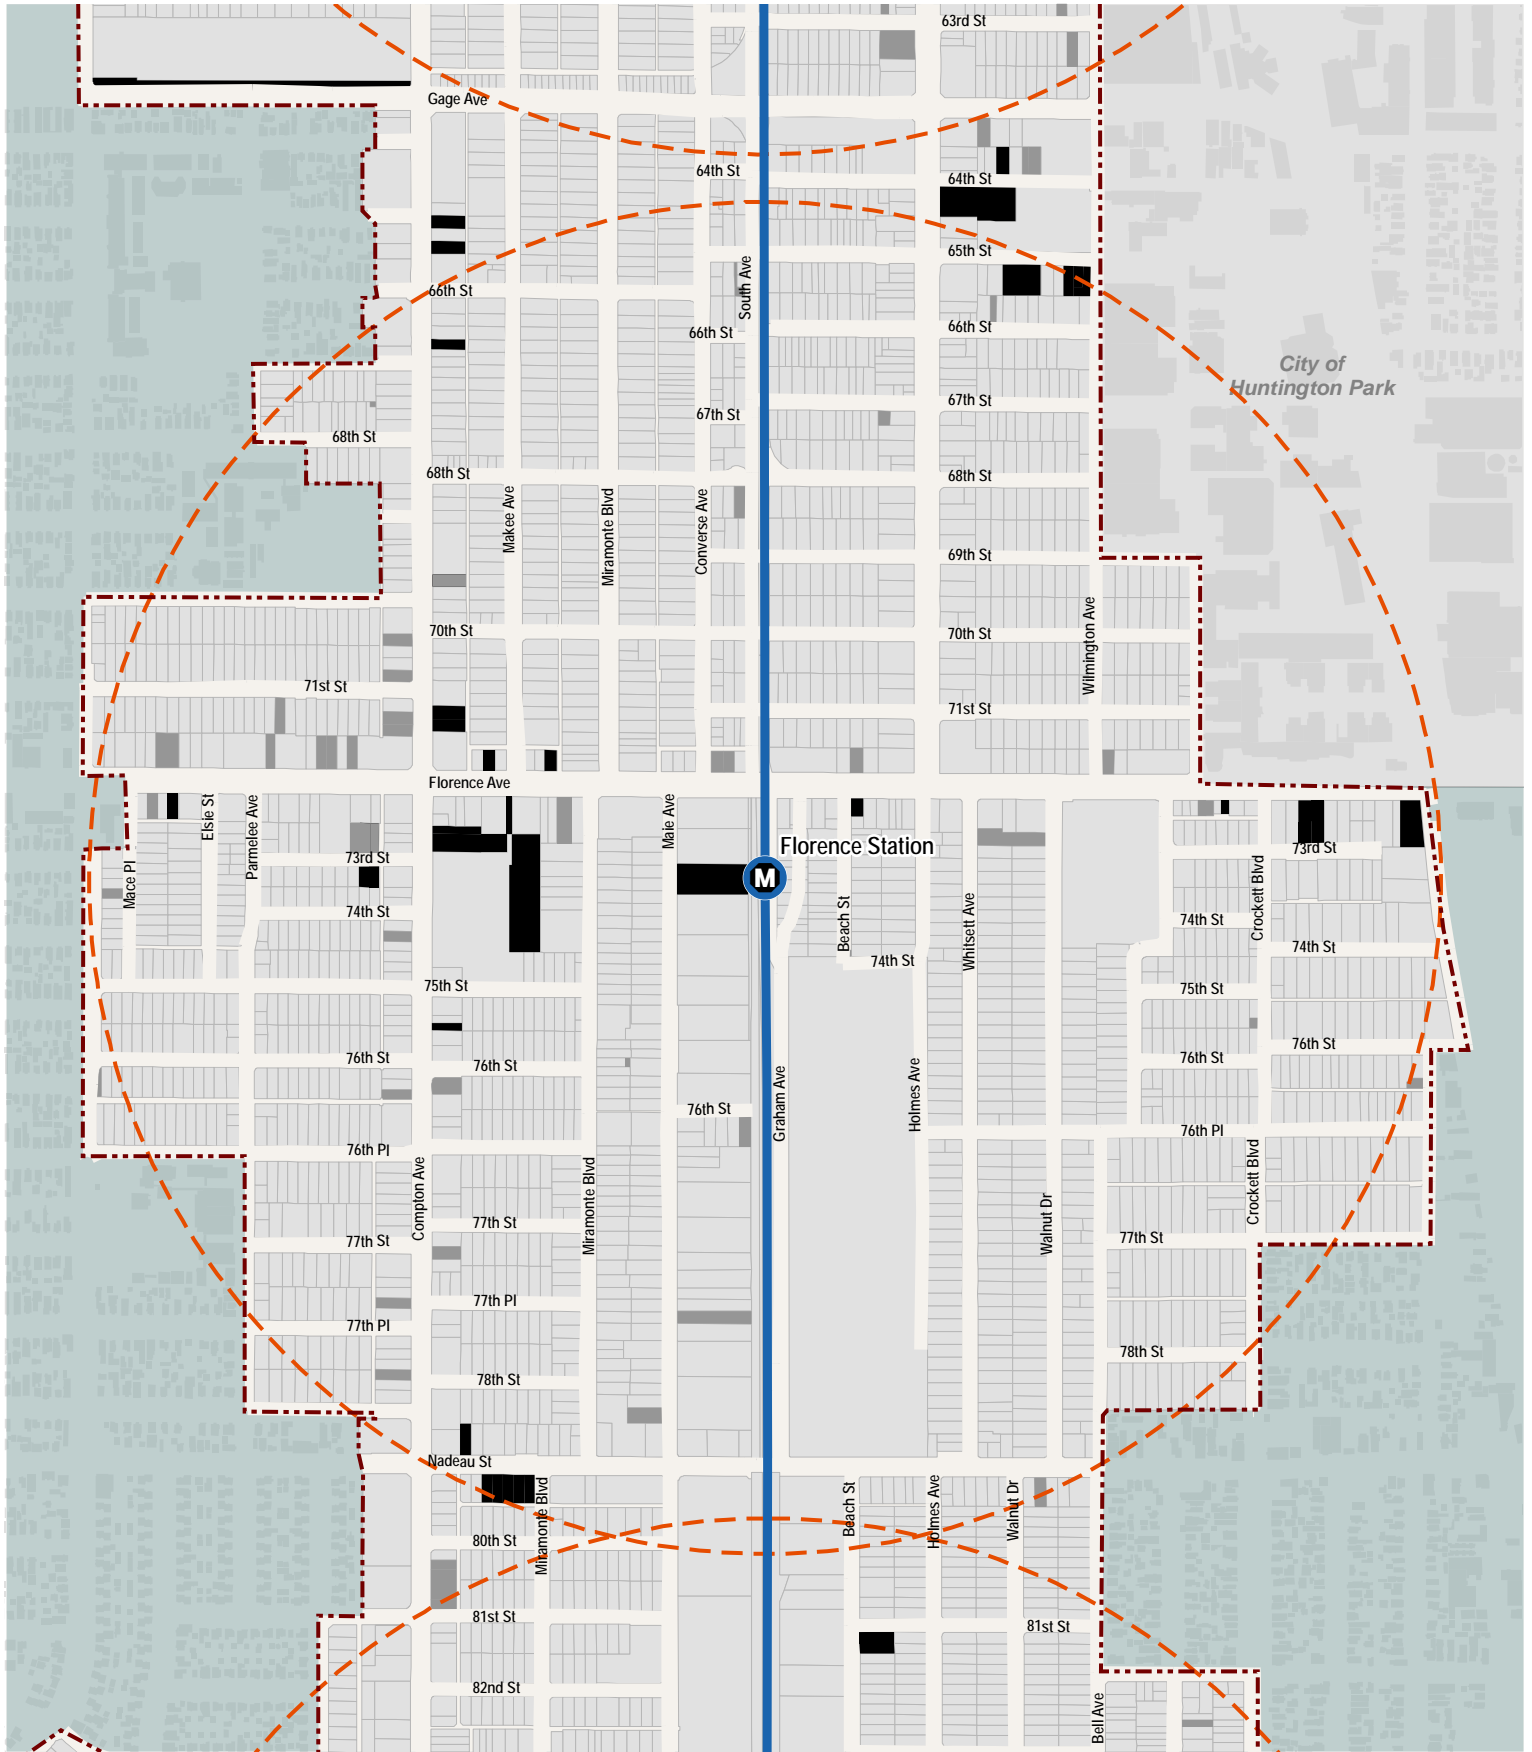 63rd St
Gage Ave
64th St
64th St
65th St
South Ave
66th St
66th St
66th St
City of
Huntington Park
67th St
67th St
68th St
68th St
68th St
Makee Ave
Miramonte Blvd
Converse Ave
69th St
Wilmington Ave
70th St
70th St
71st St
71st St
Florence Ave
Elsie St
Parmelee Ave
Maie Ave
Florence Station
M
73rd St
73rd St
Mace Pl
Beach St
Whitsett Ave
Crockett Blvd
74th St
74th St
74th St
74th St
75th St
75th St
76th St
76th St
76th St
76th St
76th St
Graham Ave
Holmes Ave
76th Pl
76th Pl
Compton Ave
Miramonte Blvd
Walnut Dr
Crockett Blvd
77th St
77th St
77th St
77th Pl
77th Pl
78th St
78th St
Nadeau St
Miramonte Blvd
Beach St
Holmes Ave
Walnut Dr
80th St
81st St
81st St
82nd St
Bell Ave